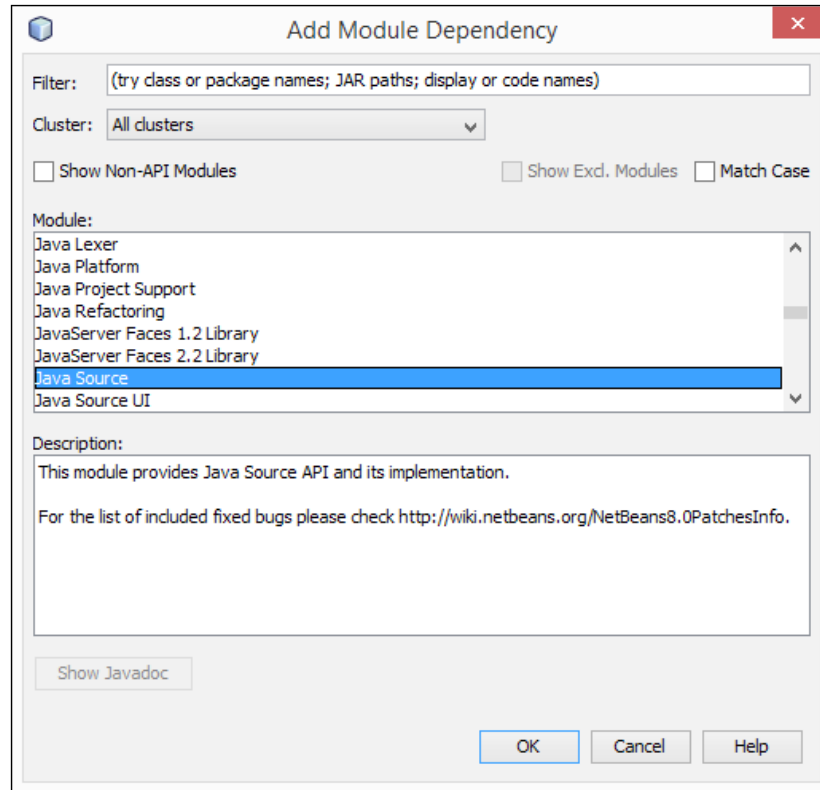 Add Module Dependency
Filter: (try class or package names; JAR paths; display or code names)
Cluster: All clusters
Show Non-API Modules Show Excl. Modules Match Case
Module:
Java Lexer
Java Platform
Java Project Support
Java Refactoring
JavaServer Faces 1.2 Library
JavaServer Faces 2.2 Library
Java Source
Java Source UI
Description:
This module provides Java Source API and its implementation.
For the list of included fixed bugs please check http://wiki.netbeans.org/NetBeans8.0PatchesInfo.
Show Javadoc
OK Cancel Help